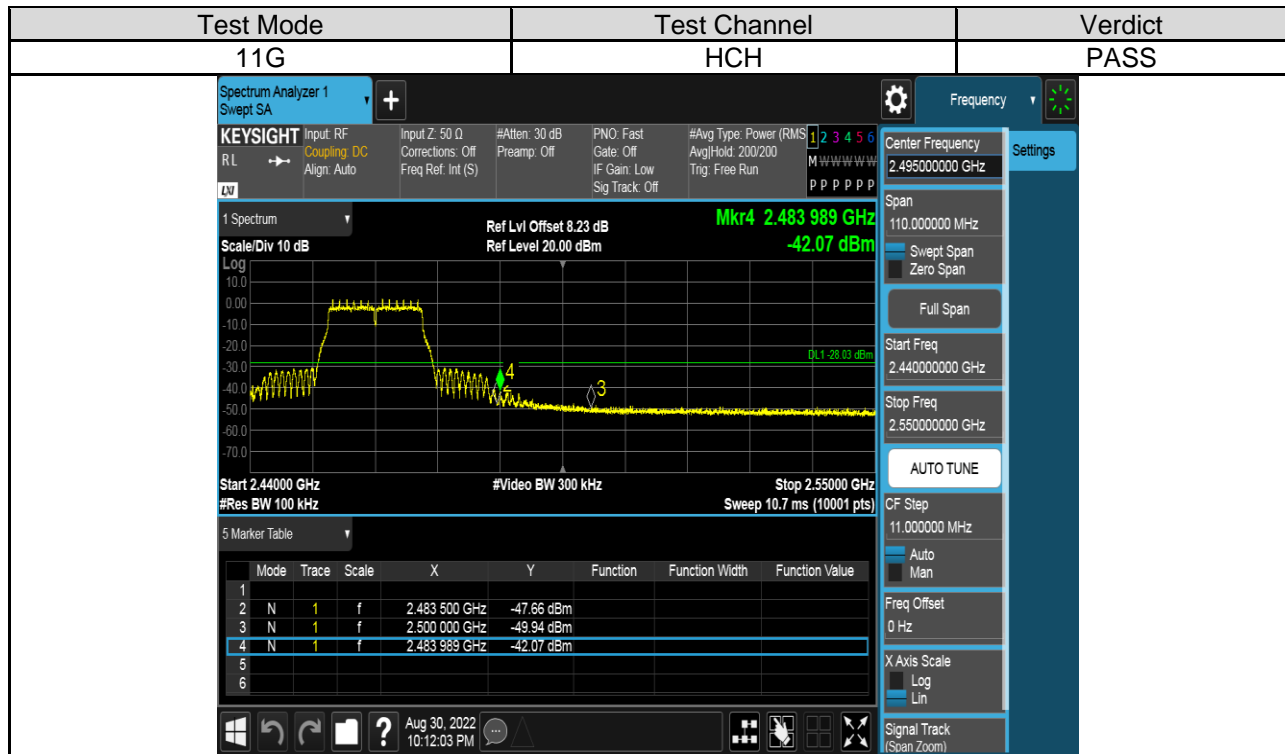 Test Mode Test Channel Verdict
11G HCH PASS
Spectrum Analyzer 1
Swept SA
Frequency
KEYSIGHT Input: RF Input Z: 50 Ω #Atten: 30 dB PNO: Fast #Avg Type: Power (RMS 1 2 3 4 5 6
RL Coupling: DC Corrections: Off Preamp: Off Gate: Off Avg|Hold: 200/200 M W W W W W
Align: Auto Freq Ref: Int (S) IF Gain: Low Trig: Free Run
LXI Sig Track: Off P P P P P P
1 Spectrum
Ref Lvl Offset 8.23 dB Mkr4 2.483 989 GHz
Scale/Div 10 dB Ref Level 20.00 dBm -42.07 dBm
Log
10.0
0.00
-10.0
-20.0
DL1 -28.03 dBm
-30.0
4
-40.0
2 3
-50.0
-60.0
-70.0
Start 2.44000 GHz #Video BW 300 kHz Stop 2.55000 GHz
#Res BW 100 kHz Sweep 10.7 ms (10001 pts)
5 Marker Table
Mode Trace Scale X Y Function Function Width Function Value
1
2 N 1 f 2.483 500 GHz -47.66 dBm
3 N 1 f 2.500 000 GHz -49.94 dBm
4 N 1 f 2.483 989 GHz -42.07 dBm
5
6
? Aug 30, 2022
10:12:03 PM
Center Frequency
2.495000000 GHz
Settings
Span
110.000000 MHz
Swept Span
Zero Span
Full Span
Start Freq
2.440000000 GHz
Stop Freq
2.550000000 GHz
AUTO TUNE
CF Step
11.000000 MHz
Auto
Man
Freq Offset
0 Hz
X Axis Scale
Log
Lin
Signal Track
(Span Zoom)